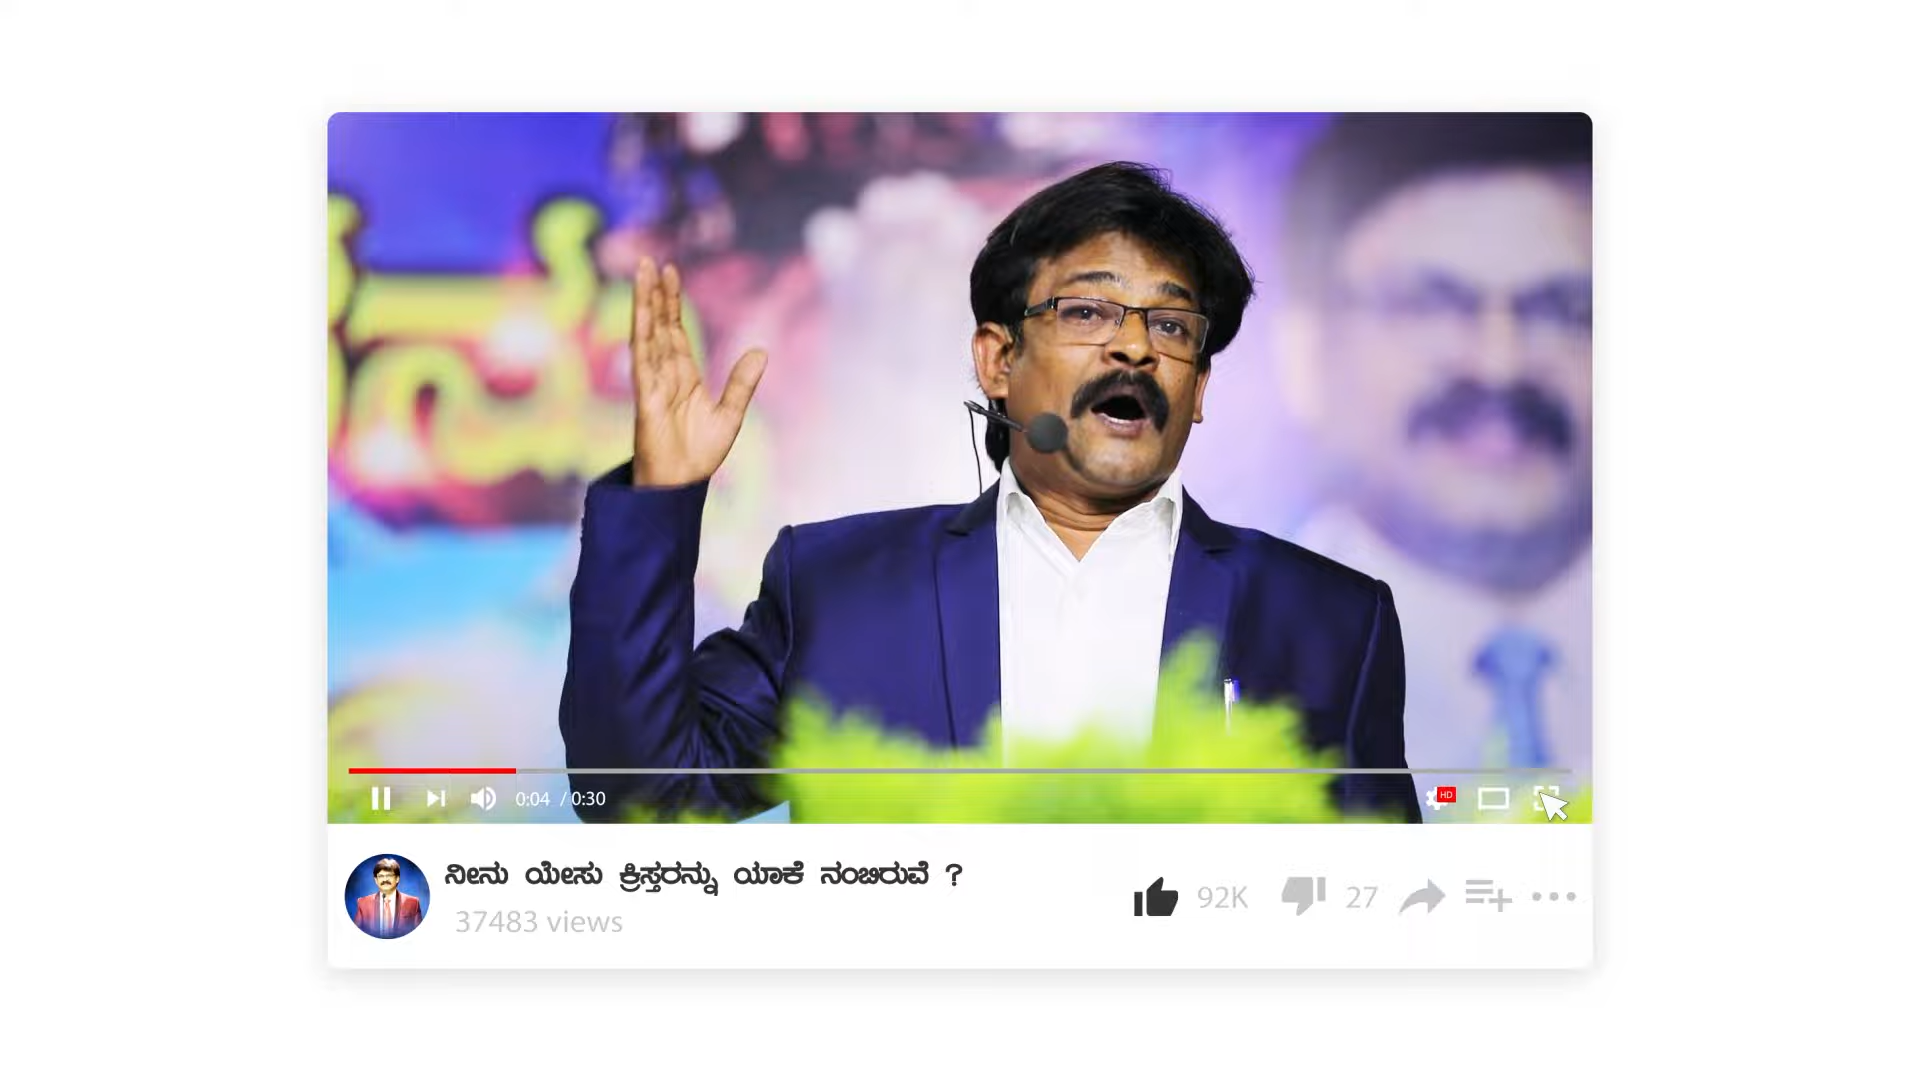 HD
0:04 / 0:30
ನೀನು ಯೇಸು ಕ್ರಿಸ್ತರನ್ನು ಯಾಕೆ ನಂಬಿರುವೆ ?
37483 views
92K
27